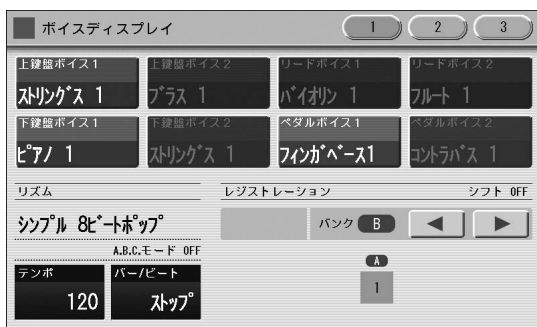 ボイスディスプレイ 1 2 3
上鍵盤ボイス1 上鍵盤ボイス2 リードボイス1 リードボイス2
ストリングス 1 ブラス 1 バイオリン 1 フルート 1
下鍵盤ボイス1 下鍵盤ボイス2 ペダルボイス1 ペダルボイス2
ピアノ 1 ストリングス 1 フィンガベース1 コントラバス 1
リズム レジストレーション シフト OFF
シンプル 8ビートポップ バンク B
A.B.C.モード OFF
A
テンポ バー/ビート
1
120 ストップ